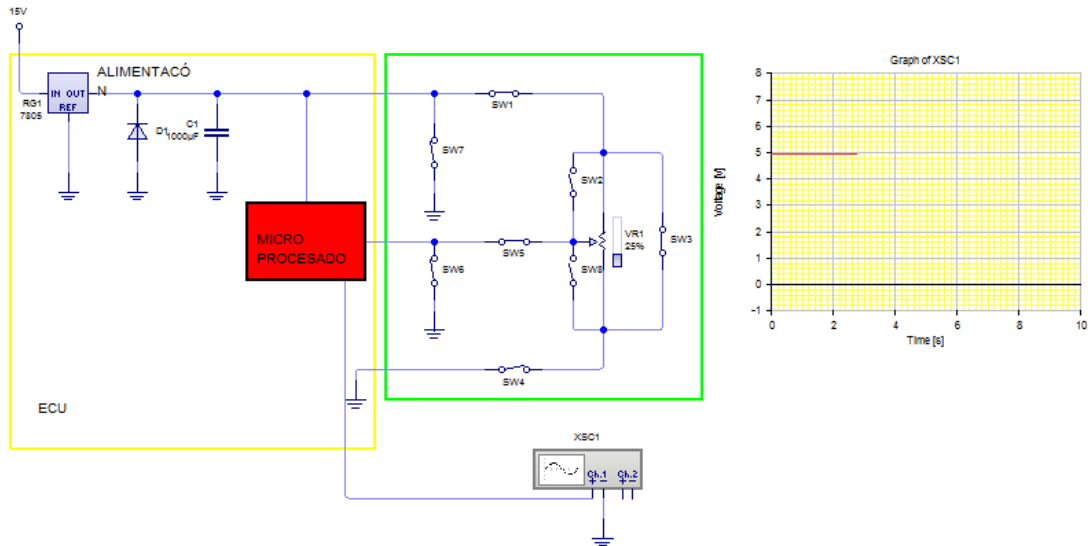 15V
ALIMENTACÓ
N
IN OUT
REF
RG1
7805
D1
C1
1000µF
SW1
SW7
SW2
VR1
25%
SW3
MICRO
PROCESADO
SW5
SW6
SW8
SW4
ECU
XSC1
Ch.1
Ch.2
+ −
+ −
Graph of XSC1
Voltage [V]
8
7
6
5
4
3
2
1
0
-1
0 2 4 6 8 10
Time [s]